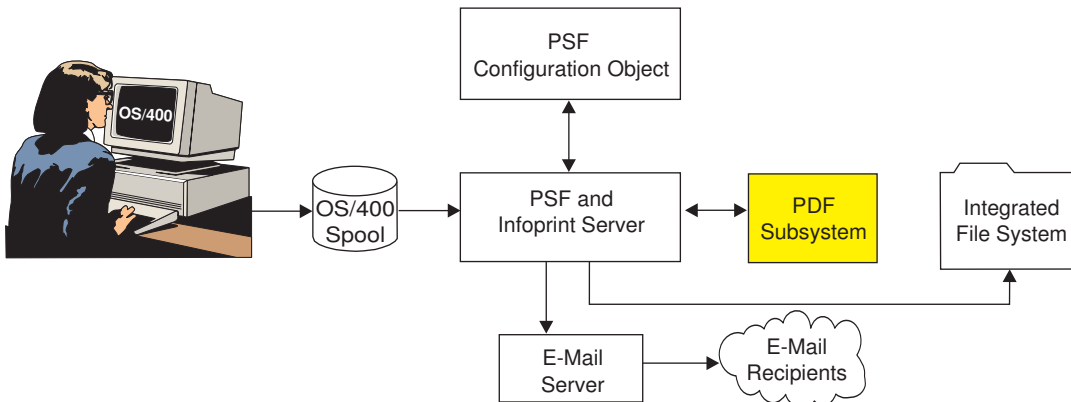 PSF
Configuration Object
OS/400
OS/400
Spool
PSF and
Infoprint Server
PDF
Subsystem
Integrated
File System
E-Mail
Server
E-Mail
Recipients